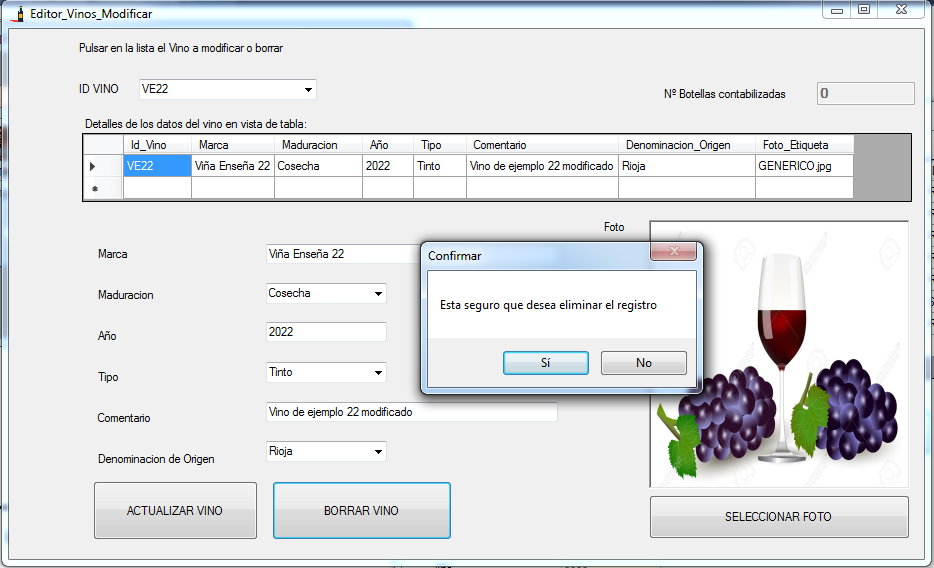 Editor_Vinos_Modificar
Pulsar en la lista el Vino a modificar o borrar
ID VINO VE22
Nº Botellas contabilizadas 0
Detalles de los datos del vino en vista de tabla:
Id_Vino Marca Maduracion Año Tipo Comentario Denominacion_Origen Foto_Etiqueta
VE22 Viña Enseña 22 Cosecha 2022 Tinto Vino de ejemplo 22 modificado Rioja GENERICO.jpg
Foto
Marca Viña Enseña 22
Confirmar
Esta seguro que desea eliminar el registro
Sí No
Maduracion Cosecha
Año 2022
Tipo Tinto
Comentario Vino de ejemplo 22 modificado
Denominacion de Origen Rioja
ACTUALIZAR VINO BORRAR VINO SELECCIONAR FOTO